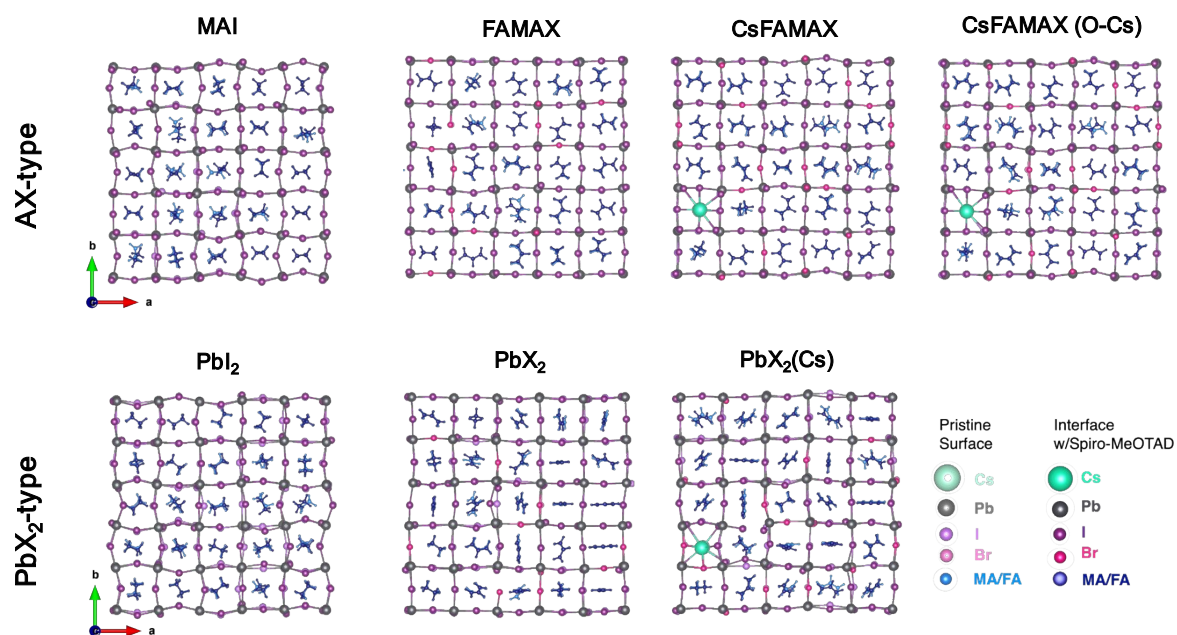 MAI
FAMAX
CsFAMAX
CsFAMAX (O-Cs)
AX-type
b
a
PbI₂
PbX₂
PbX₂(Cs)
PbX₂-type
b
a
Pristine
Surface
Interface
w/Spiro-MeOTAD
Cs
Cs
Pb
Pb
I
I
Br
Br
MA/FA
MA/FA